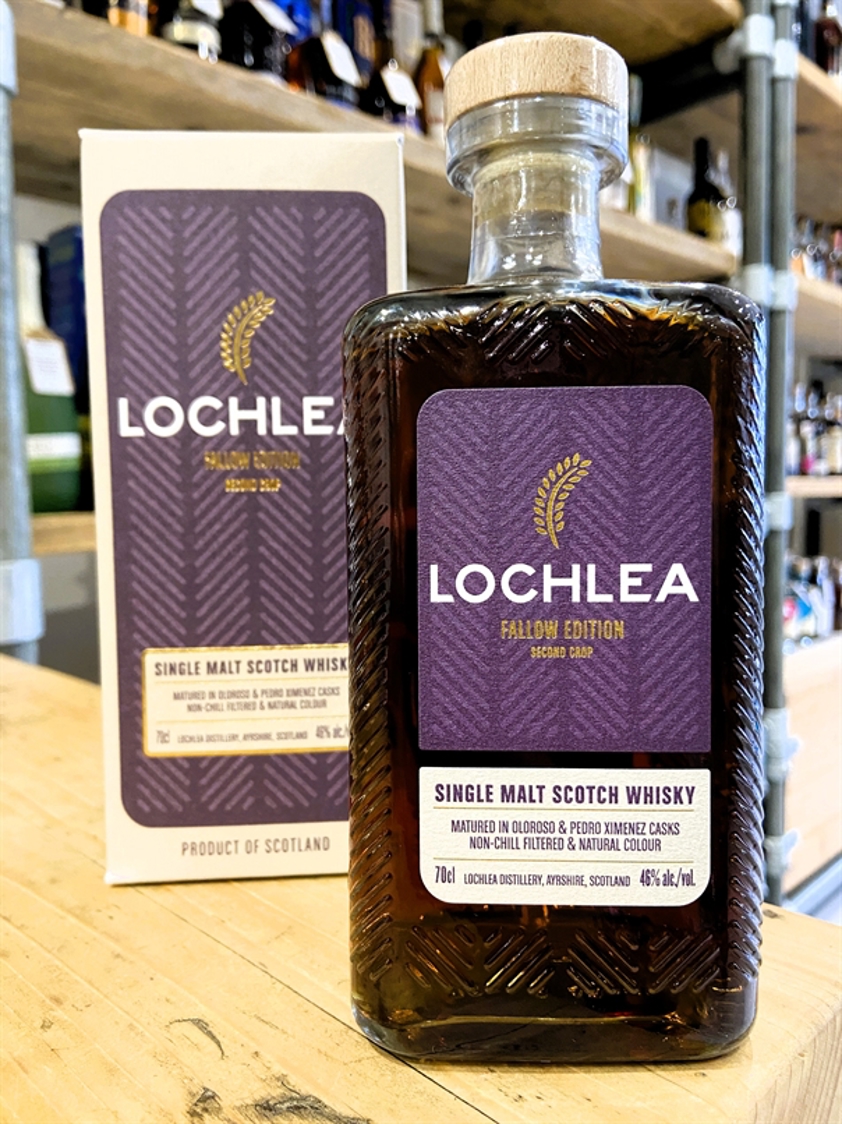 LOCHLEA
FALLOW EDITION
SECOND CROP
SINGLE MALT SCOTCH WHISK
MATURED IN OLOROSO & PEDRO XIMENEZ CASKS
NON-CHILL FILTERED & NATURAL COLOUR
70cl LOCHLEA DISTILLERY, AYRSHIRE, SCOTLAND 46% alc./
PRODUCT OF SCOTLAND
LOCHLEA
FALLOW EDITION
SECOND CROP
SINGLE MALT SCOTCH WHISKY
MATURED IN OLOROSO & PEDRO XIMENEZ CASKS
NON-CHILL FILTERED & NATURAL COLOUR
70cl LOCHLEA DISTILLERY, AYRSHIRE, SCOTLAND 46% alc./vol.